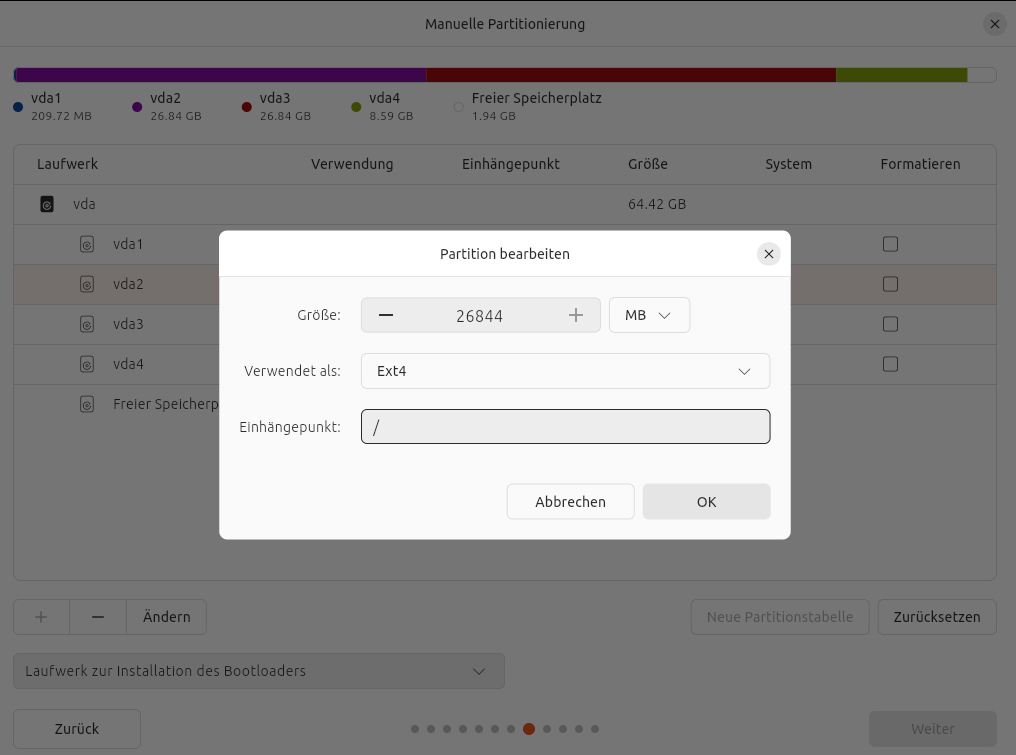 Manuelle Partitionierung
vda1 vda2 vda3 vda4 Freier Speicherplatz
209.72 MB 26.84 GB 26.84 GB 8.59 GB 1.94 GB
Laufwerk Verwendung Einhängepunkt Größe System Formatieren
vda 64.42 GB
vda1
vda2
vda3
vda4
Freier Speicherp
Partition bearbeiten
Größe: 26844 MB
Verwendet als: Ext4
Einhängepunkt: /
Abbrechen OK
Ändern Neue Partitionstabelle Zurücksetzen
Laufwerk zur Installation des Bootloaders
Zurück Weiter